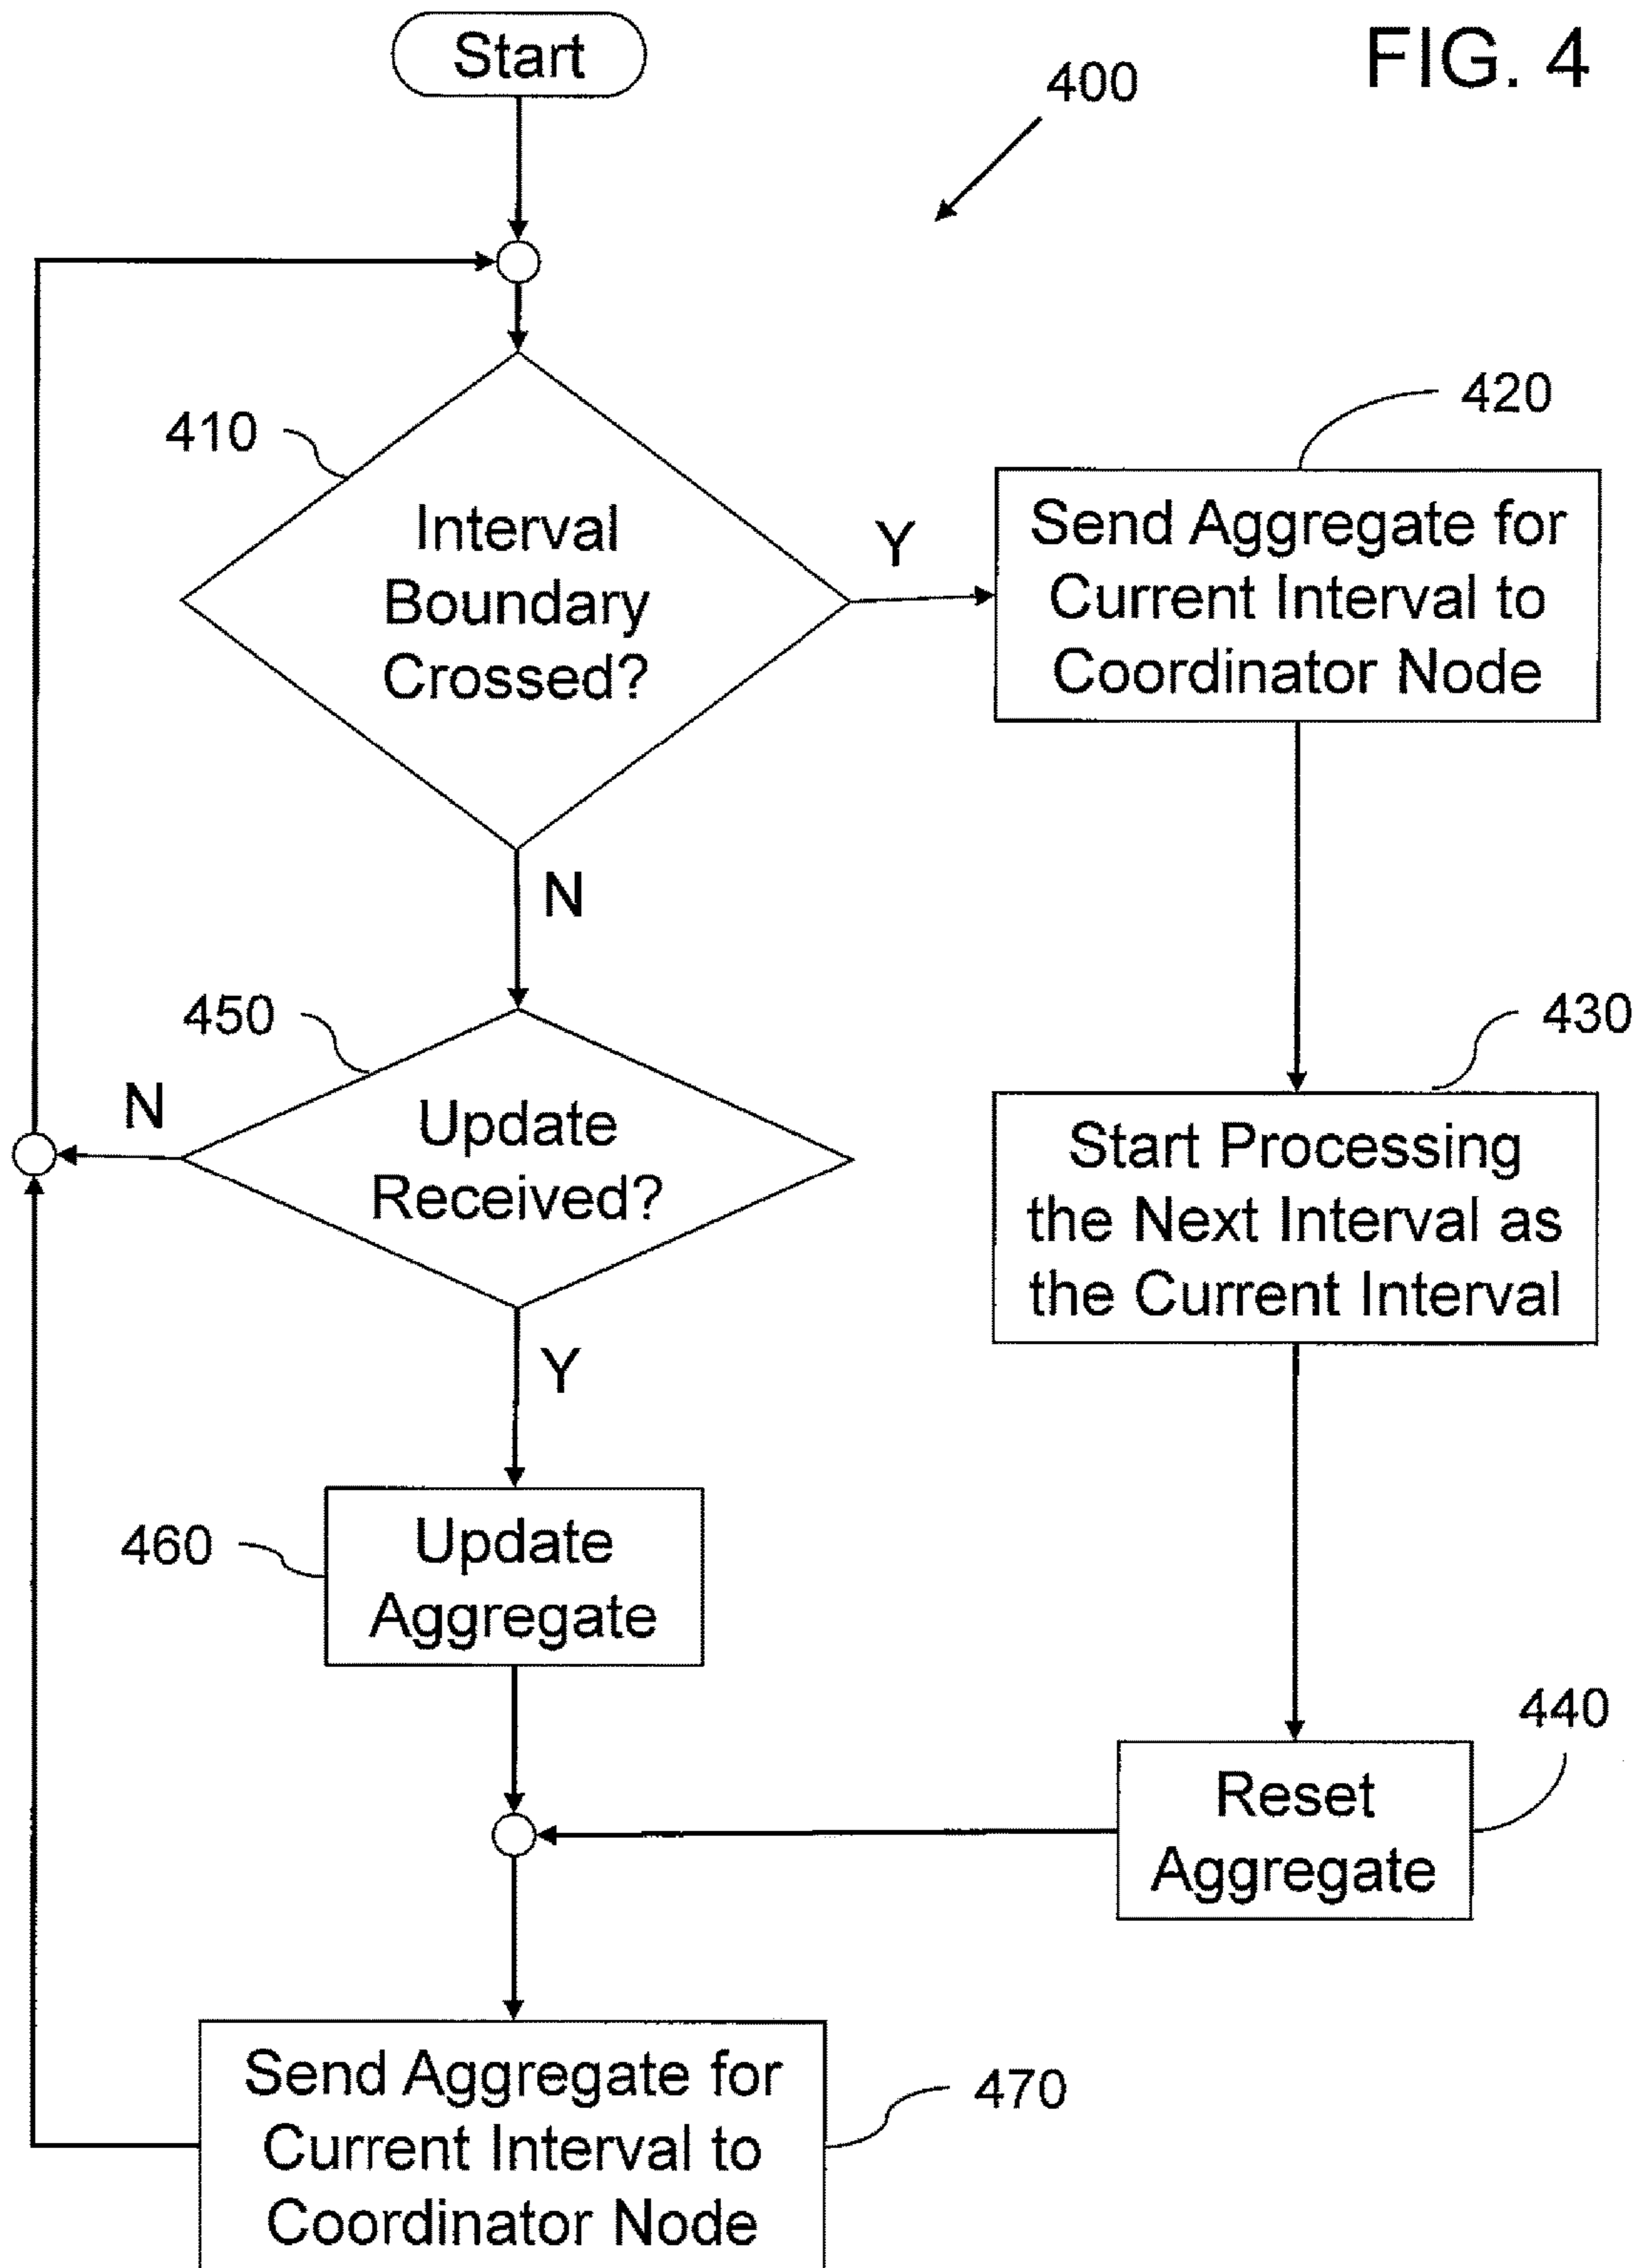 FIG. 4
Start
400
410
Interval
Boundary
Crossed?
Y
420
Send Aggregate for
Current Interval to
Coordinator Node
N
450
N
Update
Received?
430
Start Processing
the Next Interval as
the Current Interval
Y
460
Update
Aggregate
440
Reset
Aggregate
Send Aggregate for
Current Interval to
Coordinator Node
470